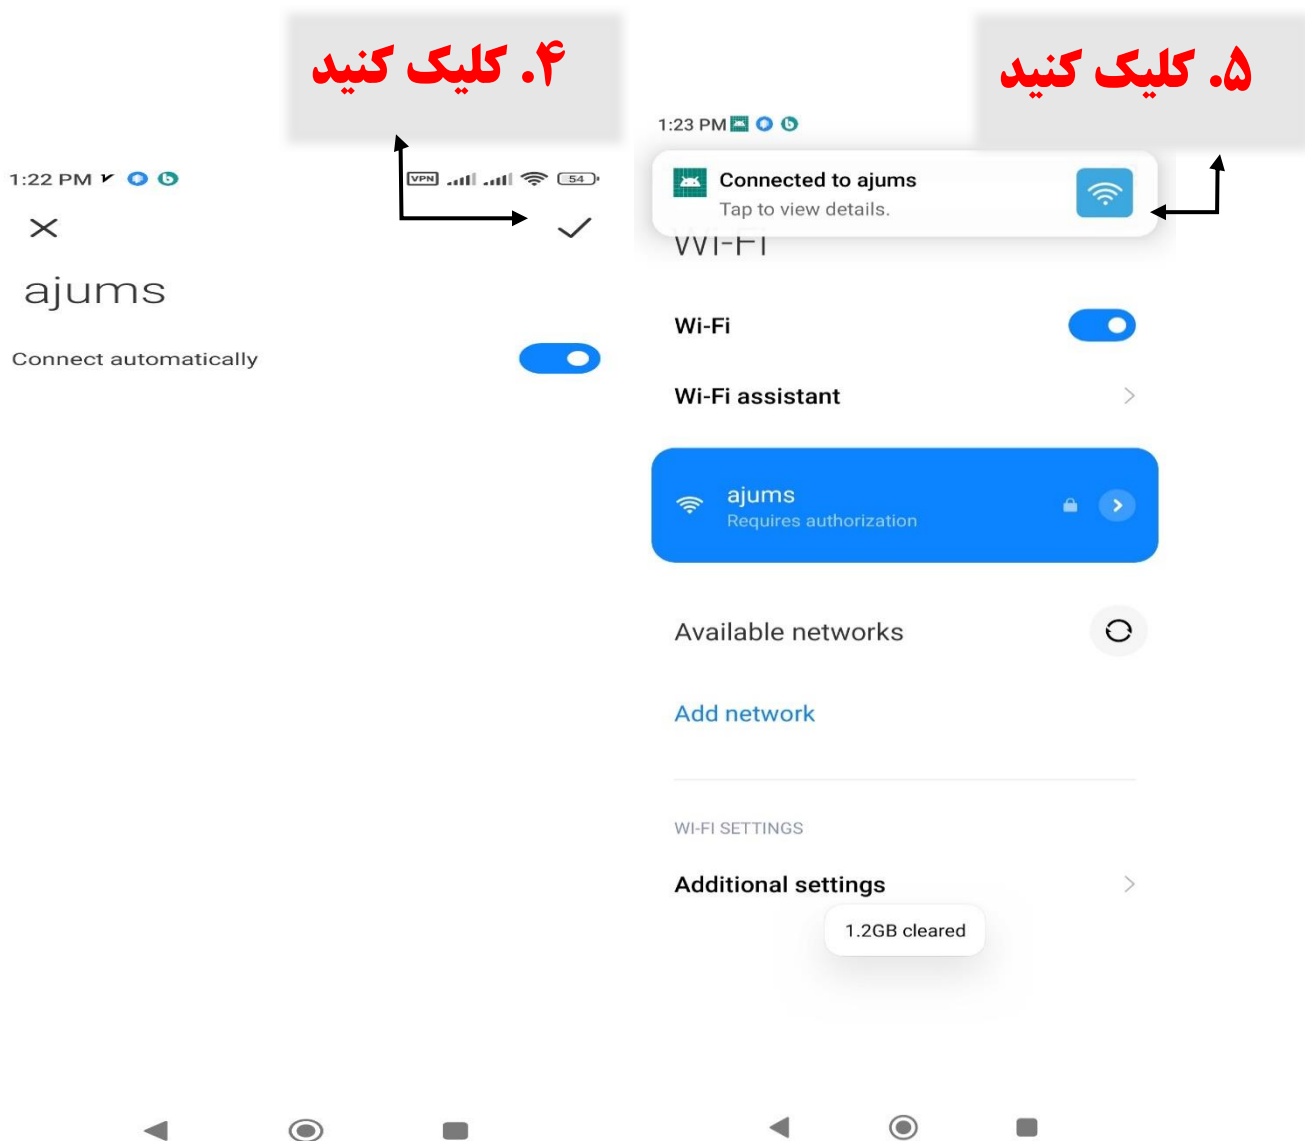 ۴. کلیک کنید
1:22 PM
VPN
54
ajums
Connect automatically
۵. کلیک کنید
1:23 PM
Connected to ajums
Tap to view details.
Wi-Fi
Wi-Fi
Wi-Fi assistant
ajums
Requires authorization
Available networks
Add network
WI-FI SETTINGS
Additional settings
1.2GB cleared